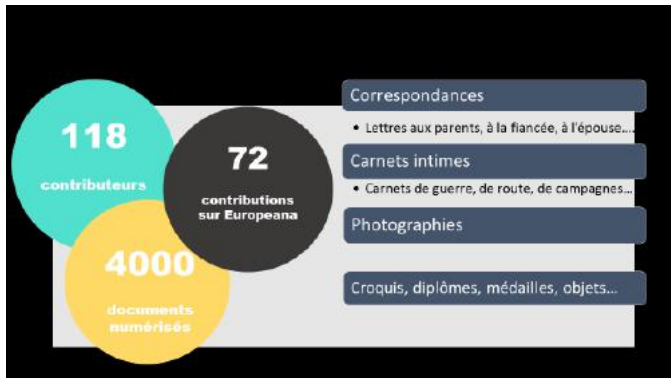 118
contributeurs
72
contributions
sur Europeana
4000
documents
numérisés
Correspondances
• Lettres aux parents, à la fiancée, à l'épouse....
Carnets intimes
• Carnets de guerre, de route, de campagnes...
Photographies
Croquis, diplômes, médailles, objets...